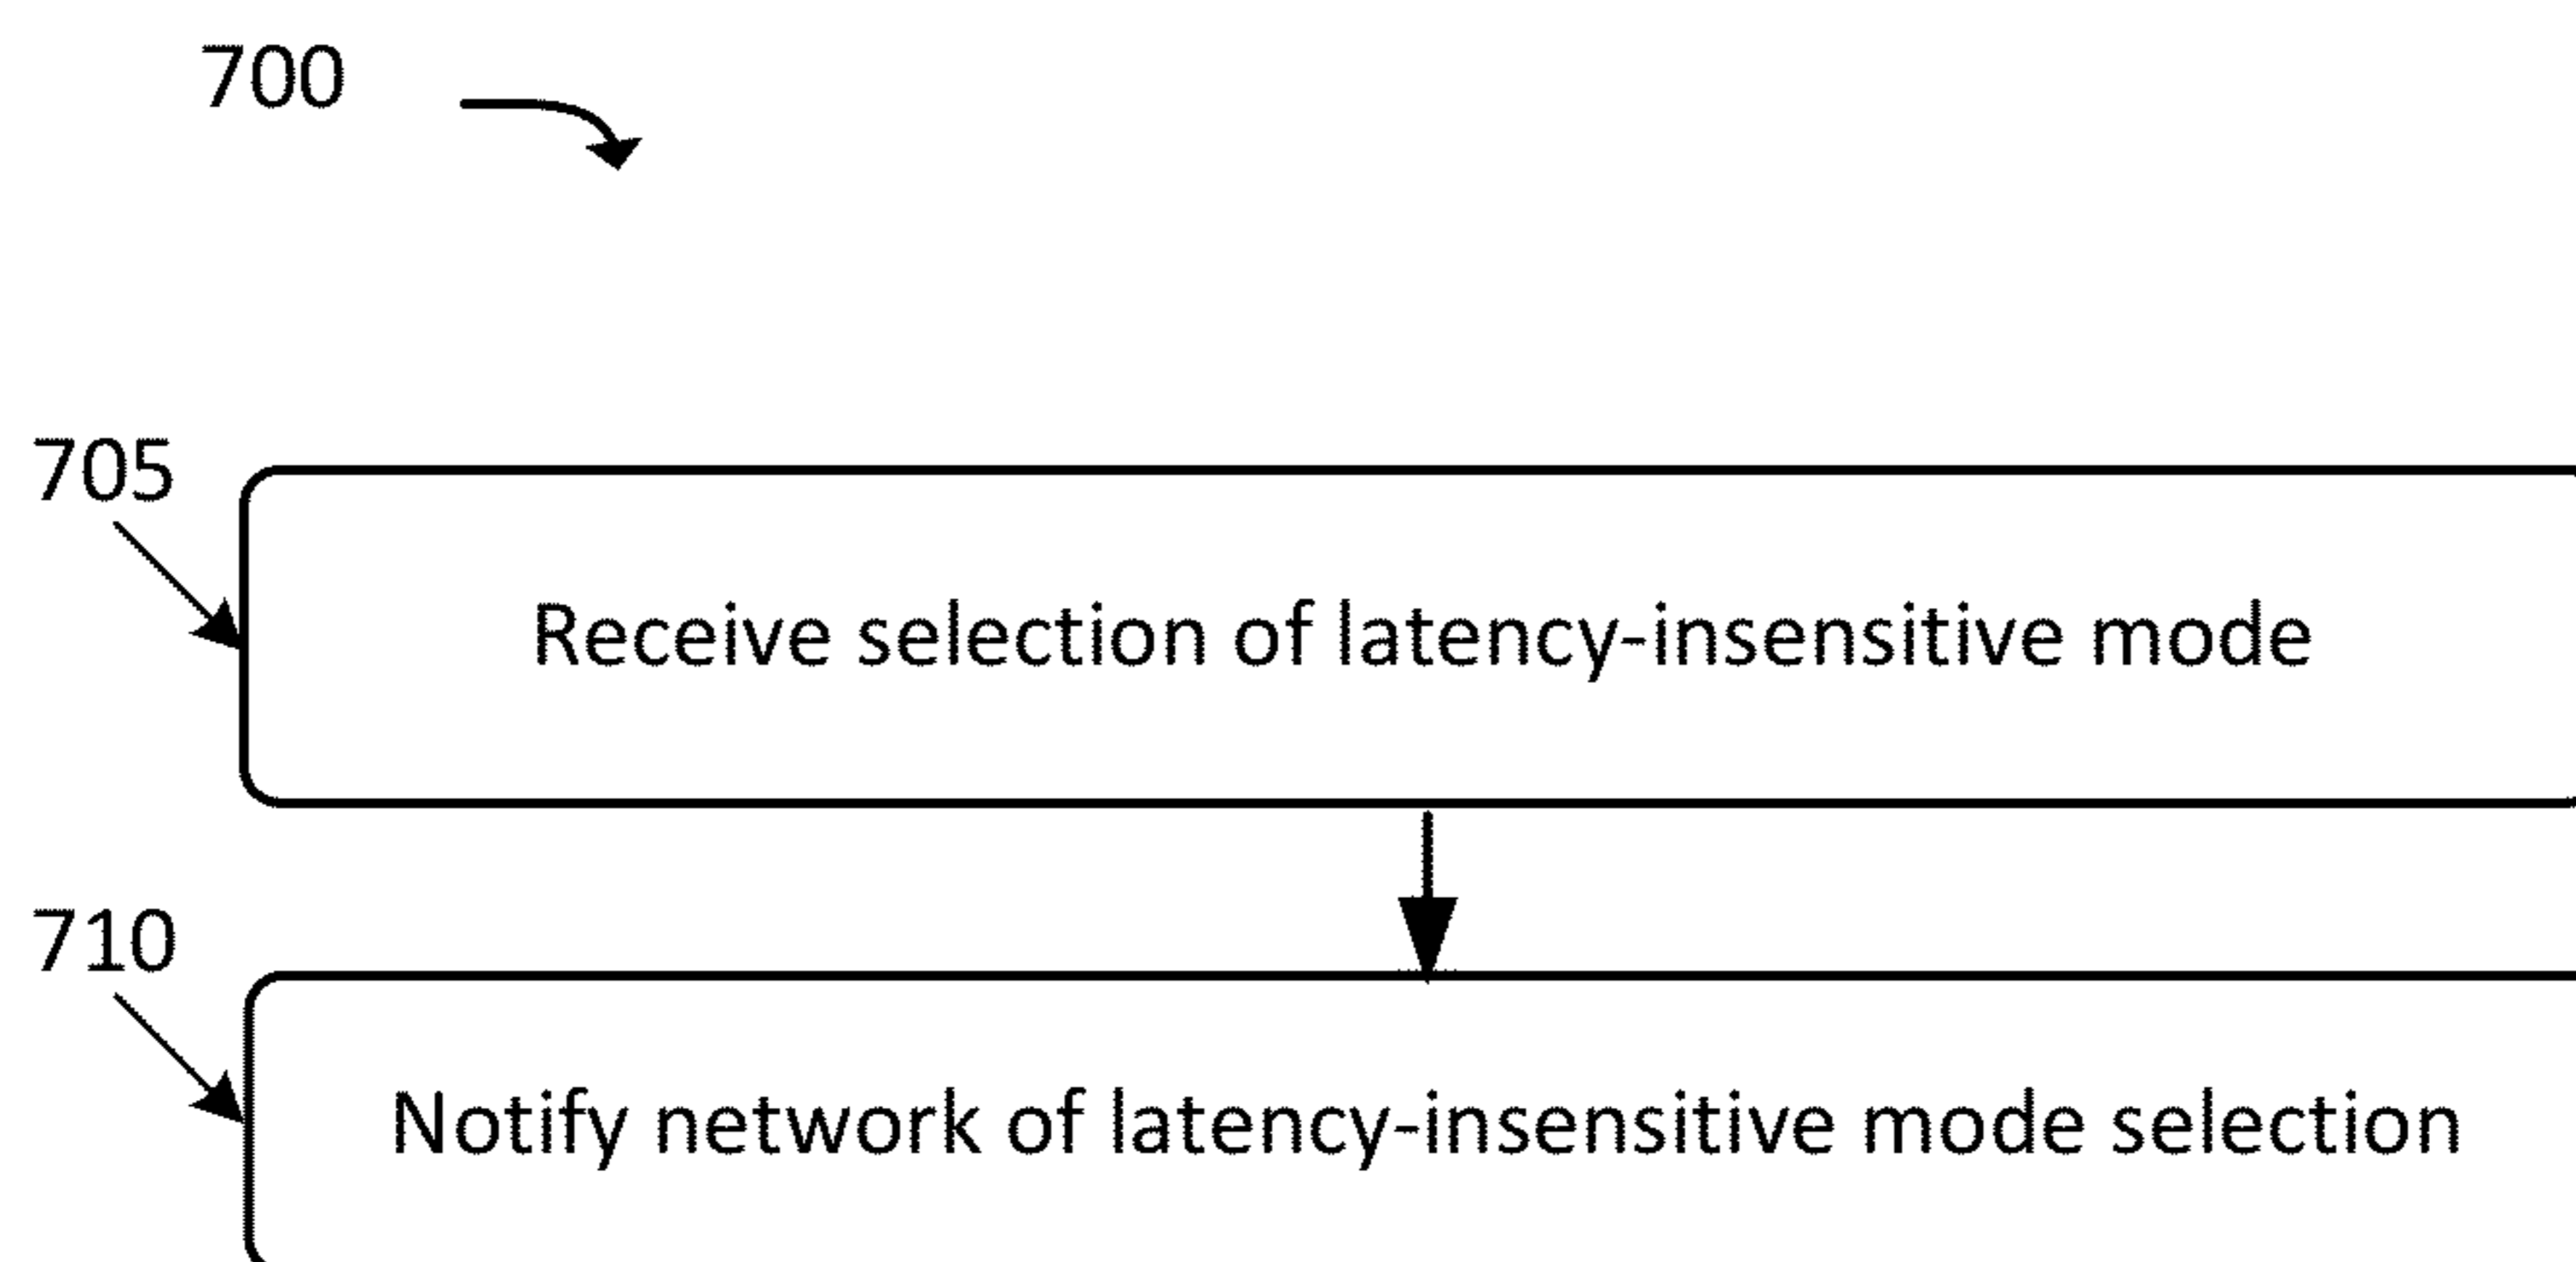 700
705
Receive selection of latency-insensitive mode
710
Notify network of latency-insensitive mode selection